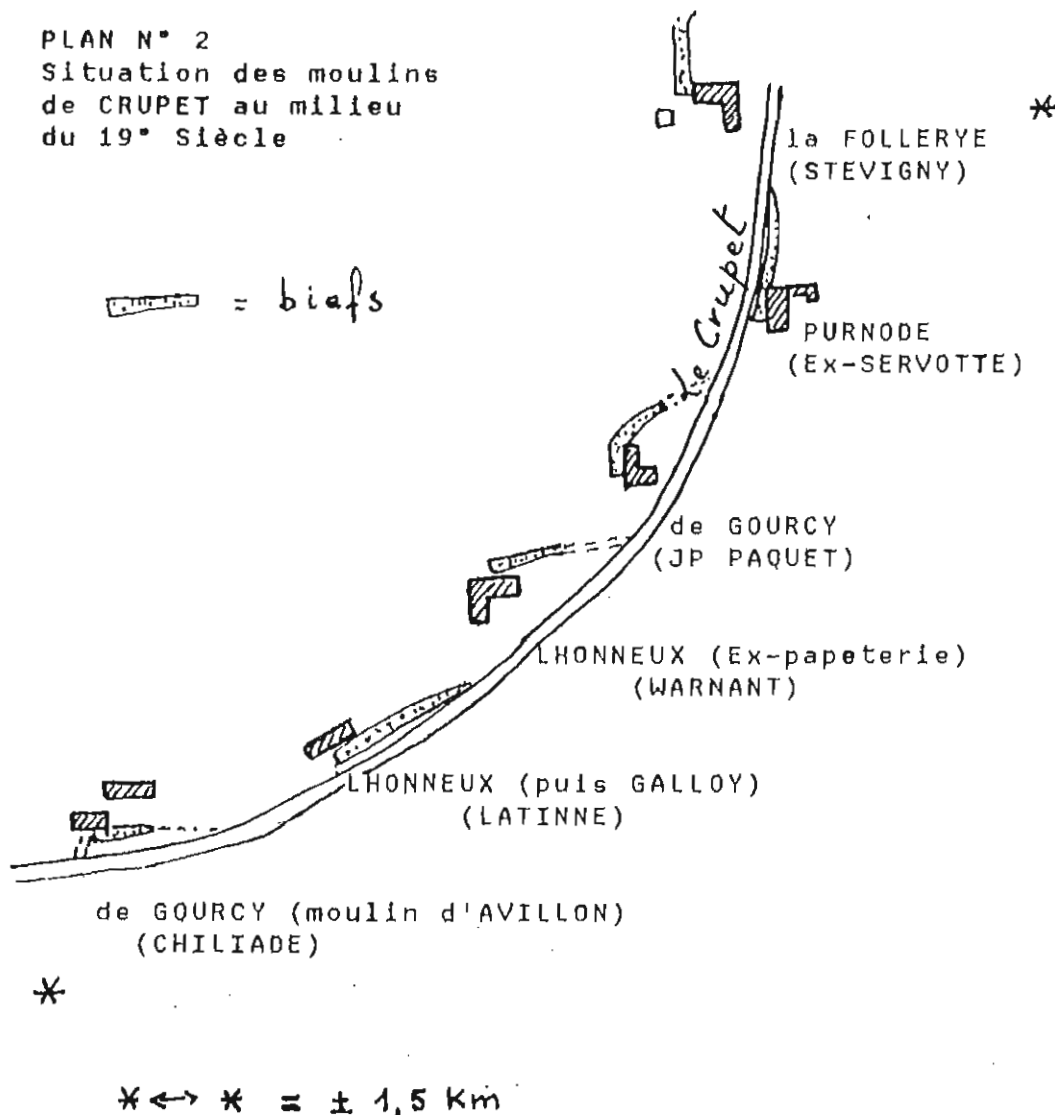 PLAN N° 2
Situation des moulins
de CRUPET au milieu
du 19° Siècle
la FOLLERYE
(STEVIGNY)
= biefs
Le Crupet
PURNODE
(Ex-SERVOTTE)
de GOURCY
(JP PAQUET)
LHONNEUX (Ex-papeterie)
(WARNANT)
LHONNEUX (puis GALLOY)
(LATINNE)
de GOURCY (moulin d'AVILLON)
(CHILIADE)
* <-> * = ± 1,5 Km